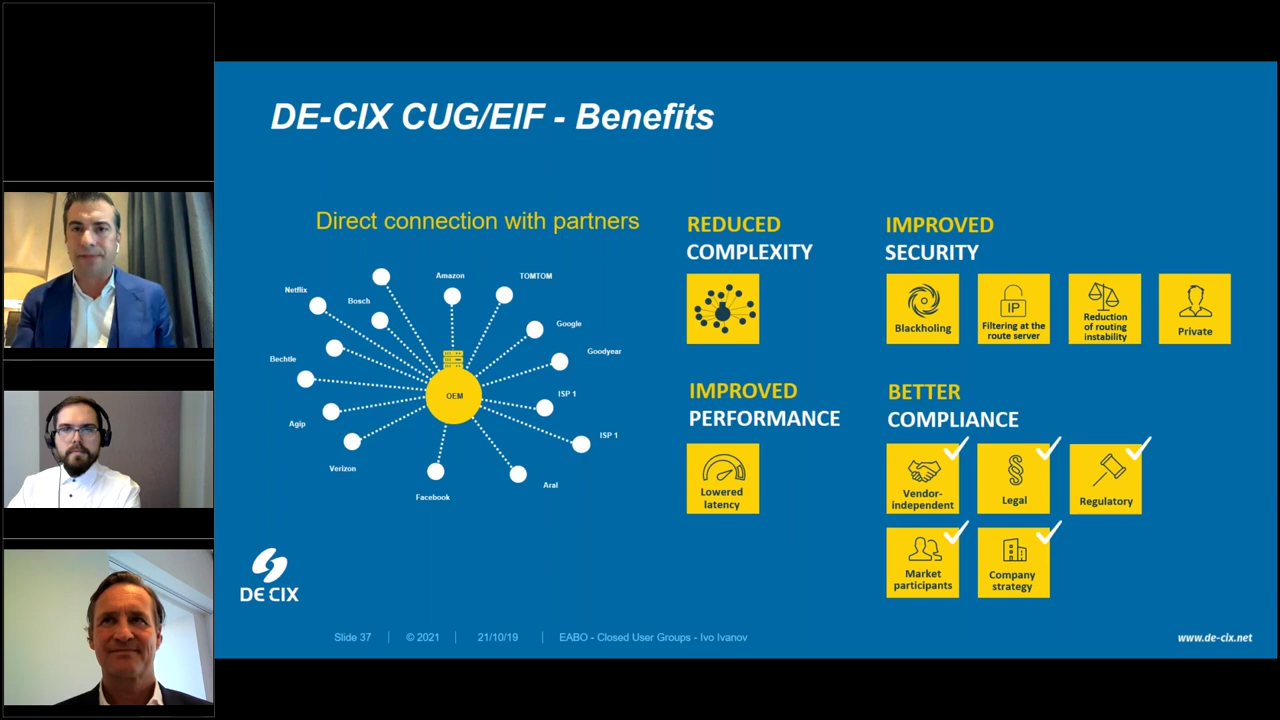 DE-CIX CUG/EIF - Benefits
Direct connection with partners
Netflix
Bosch
Amazon
TOMTOM
Google
Goodyear
Bechtle
OEM
ISP 1
ISP 1
Agip
Verizon
Facebook
Aral
REDUCED
COMPLEXITY
IMPROVED
SECURITY
Blackholing
IP
Filtering at the
route server
Reduction
of routing
instability
Private
IMPROVED
PERFORMANCE
Lowered
latency
BETTER
COMPLIANCE
Vendor-
independent
§
Legal
Regulatory
Market
participants
Company
strategy
DE CIX
Slide 37 | © 2021 | 21/10/19 | EABO - Closed User Groups - Ivo Ivanov
www.de-cix.net